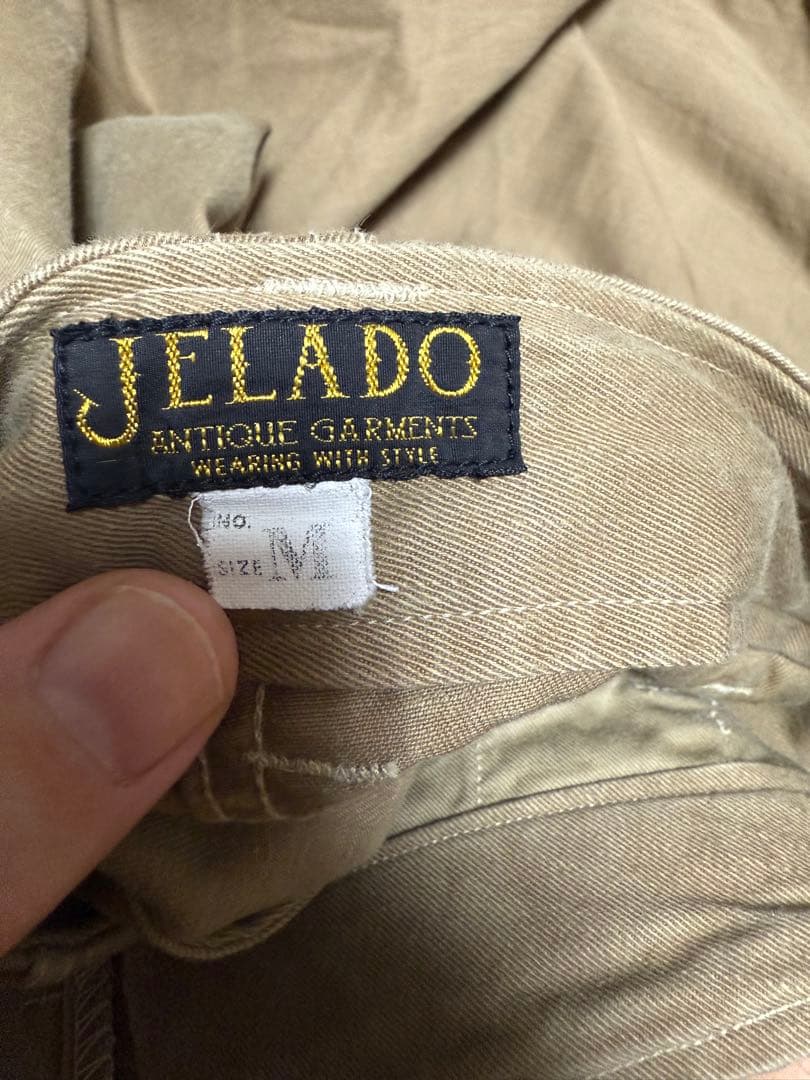 JELADO
ANTIQUE GARMENTS
WEARING WITH STYLE
NO.
SIZE M